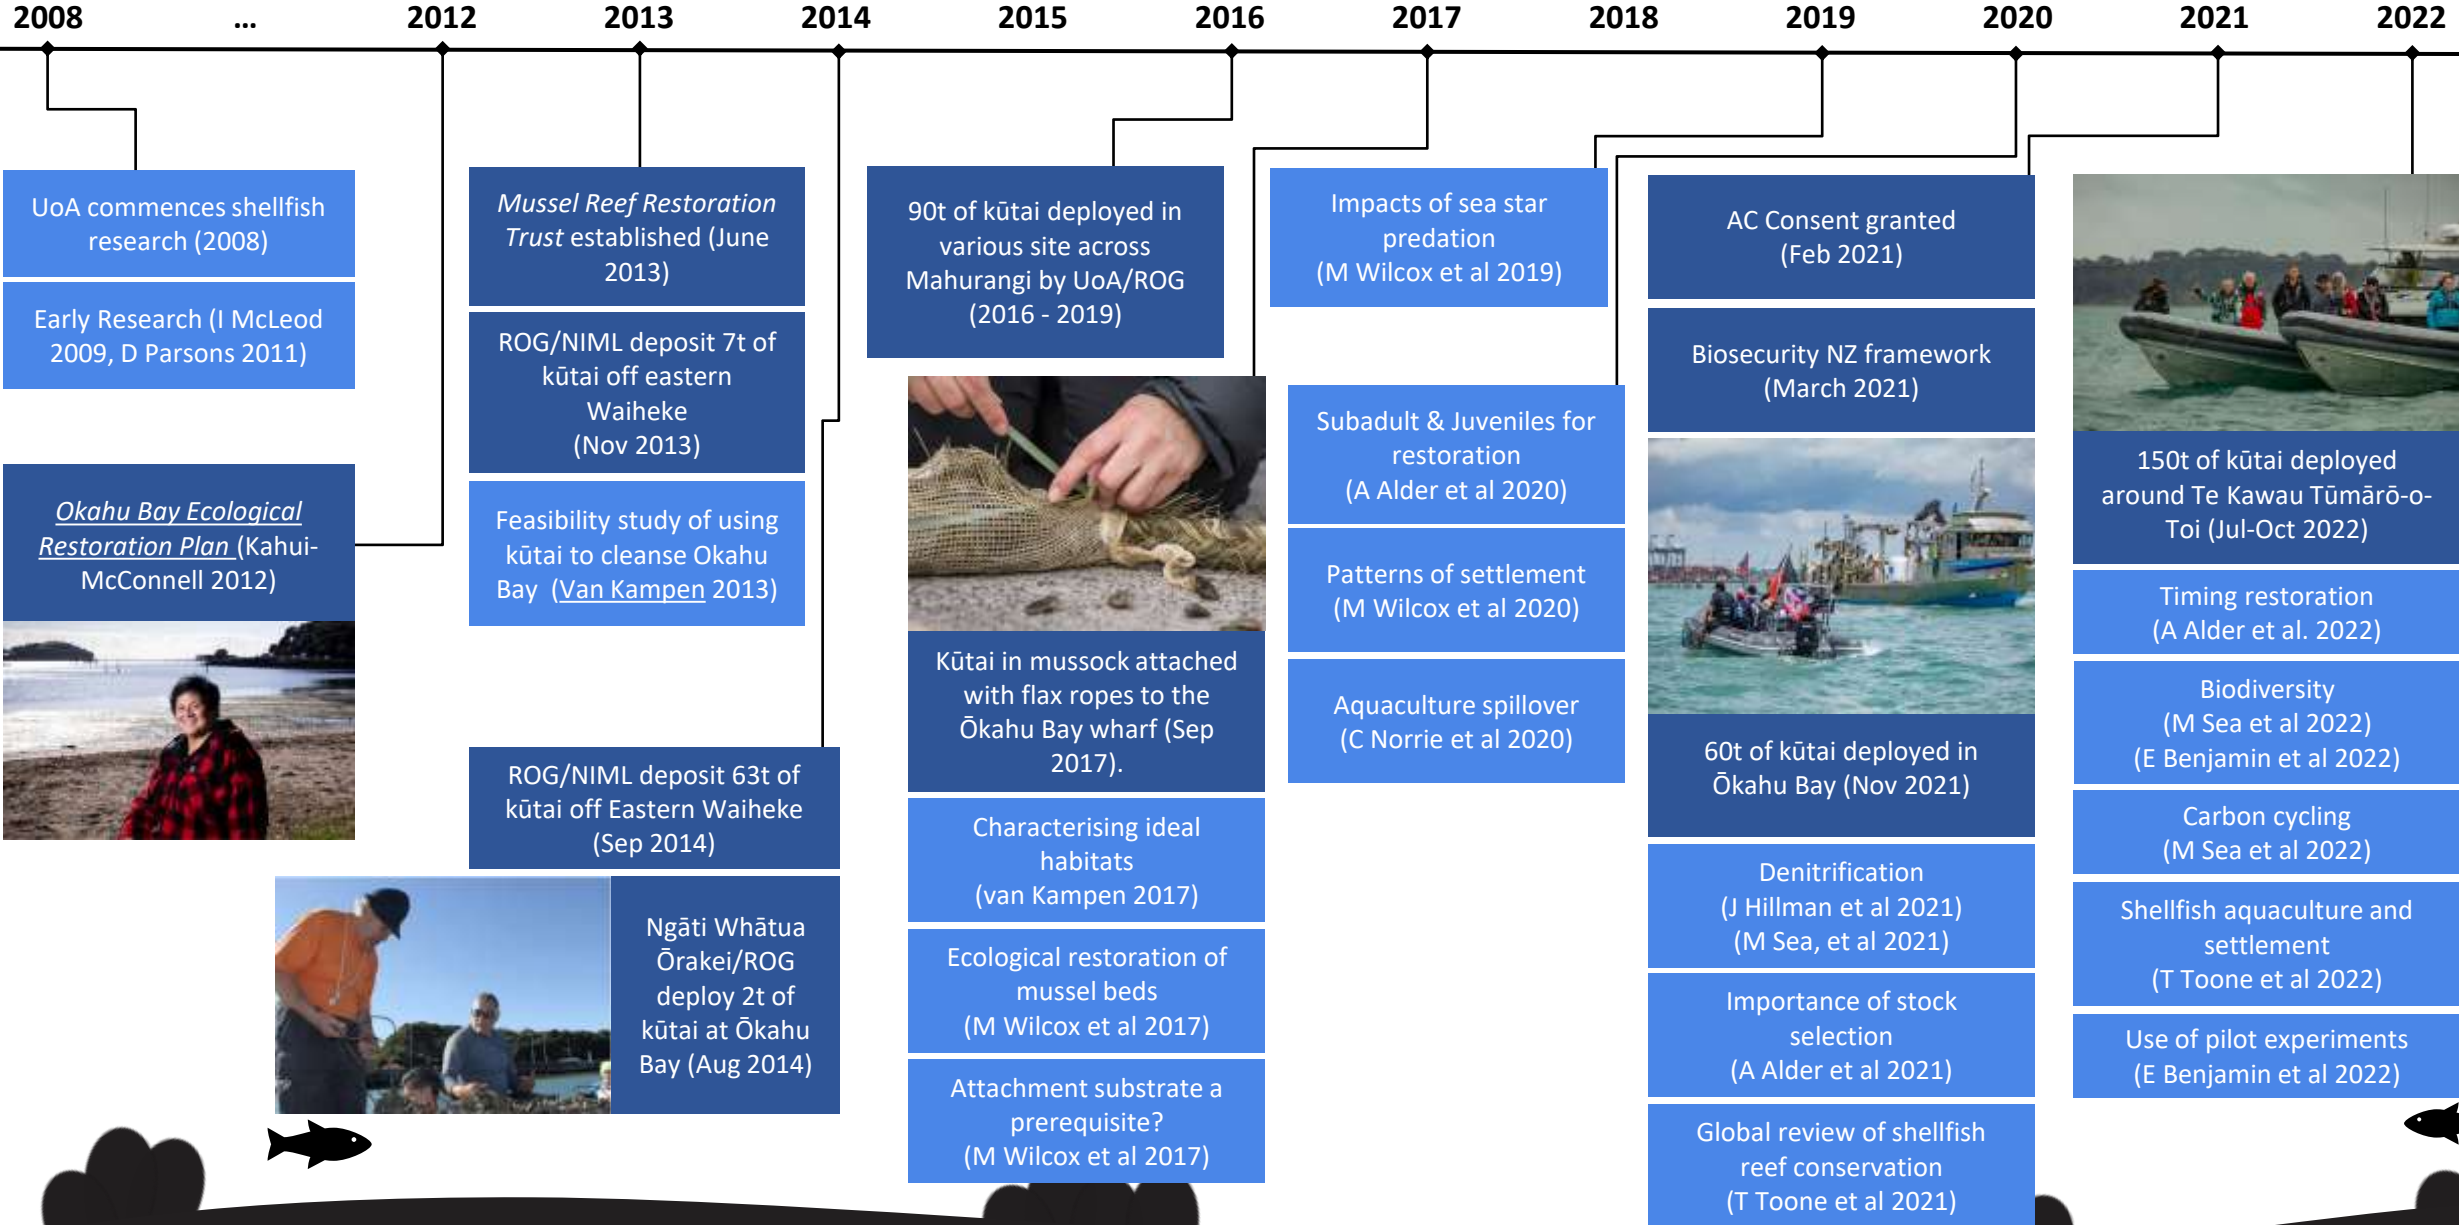 2008
...
2012
2013
2014
2015
2016
2017
2018
2019
2020
2021
2022
UoA commences shellfish
research (2008)
Early Research (I McLeod
2009, D Parsons 2011)
Okahu Bay Ecological
Restoration Plan (Kahui-
McConnell 2012)
Mussel Reef Restoration
Trust established (June
2013)
ROG/NIML deposit 7t of
kūtai off eastern
Waiheke
(Nov 2013)
Feasibility study of using
kūtai to cleanse Okahu
Bay (Van Kampen 2013)
ROG/NIML deposit 63t of
kūtai off Eastern Waiheke
(Sep 2014)
Ngāti Whātua
Ōrakei/ROG
deploy 2t of
kūtai at Ōkahu
Bay (Aug 2014)
90t of kūtai deployed in
various site across
Mahurangi by UoA/ROG
(2016 - 2019)
Kūtai in mussock attached
with flax ropes to the
Ōkahu Bay wharf (Sep
2017).
Characterising ideal
habitats
(van Kampen 2017)
Ecological restoration of
mussel beds
(M Wilcox et al 2017)
Attachment substrate a
prerequisite?
(M Wilcox et al 2017)
Impacts of sea star
predation
(M Wilcox et al 2019)
Subadult & Juveniles for
restoration
(A Alder et al 2020)
Patterns of settlement
(M Wilcox et al 2020)
Aquaculture spillover
(C Norrie et al 2020)
AC Consent granted
(Feb 2021)
Biosecurity NZ framework
(March 2021)
60t of kūtai deployed in
Ōkahu Bay (Nov 2021)
Denitrification
(J Hillman et al 2021)
(M Sea, et al 2021)
Importance of stock
selection
(A Alder et al 2021)
Global review of shellfish
reef conservation
(T Toone et al 2021)
150t of kūtai deployed
around Te Kawau Tūmārō-o-
Toi (Jul-Oct 2022)
Timing restoration
(A Alder et al. 2022)
Biodiversity
(M Sea et al 2022)
(E Benjamin et al 2022)
Carbon cycling
(M Sea et al 2022)
Shellfish aquaculture and
settlement
(T Toone et al 2022)
Use of pilot experiments
(E Benjamin et al 2022)